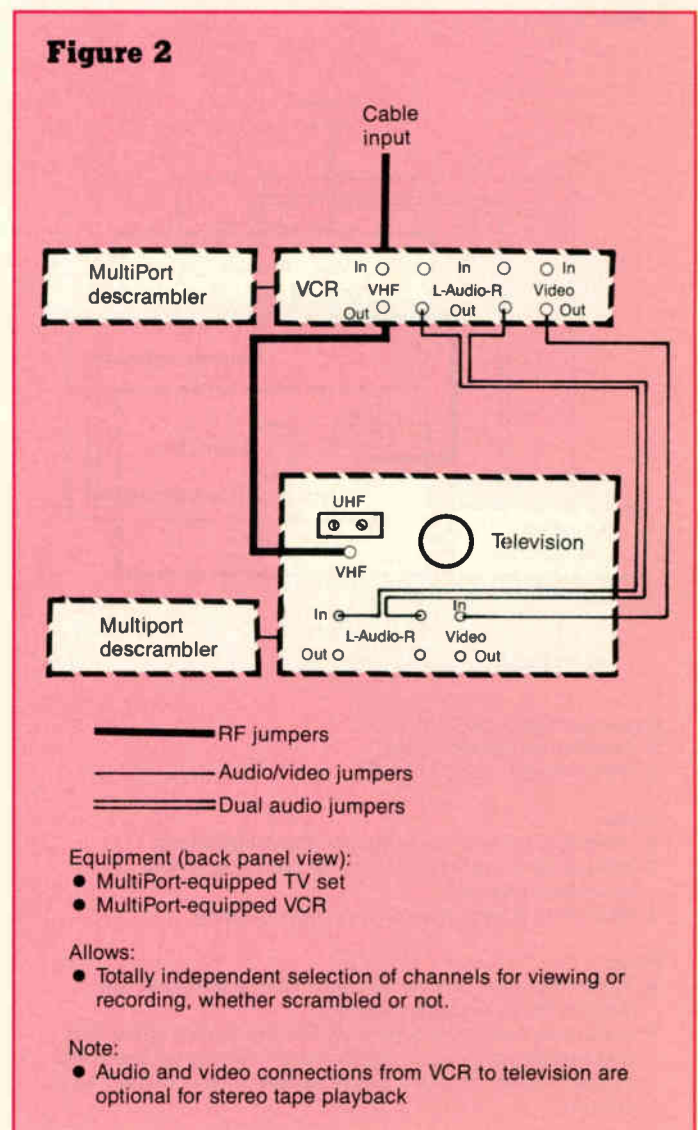 Figure 2
Cable
input
MultiPort
descrambler
VCR
In In In
VHF L-Audio-R Video
Out Out Out
UHF
Television
VHF
In In
L-Audio-R Video
Out Out
Multiport
descrambler
RF jumpers
Audio/video jumpers
Dual audio jumpers
Equipment (back panel view):
● MultiPort-equipped TV set
● MultiPort-equipped VCR
Allows:
● Totally independent selection of channels for viewing or
recording, whether scrambled or not.
Note:
● Audio and video connections from VCR to television are
optional for stereo tape playback